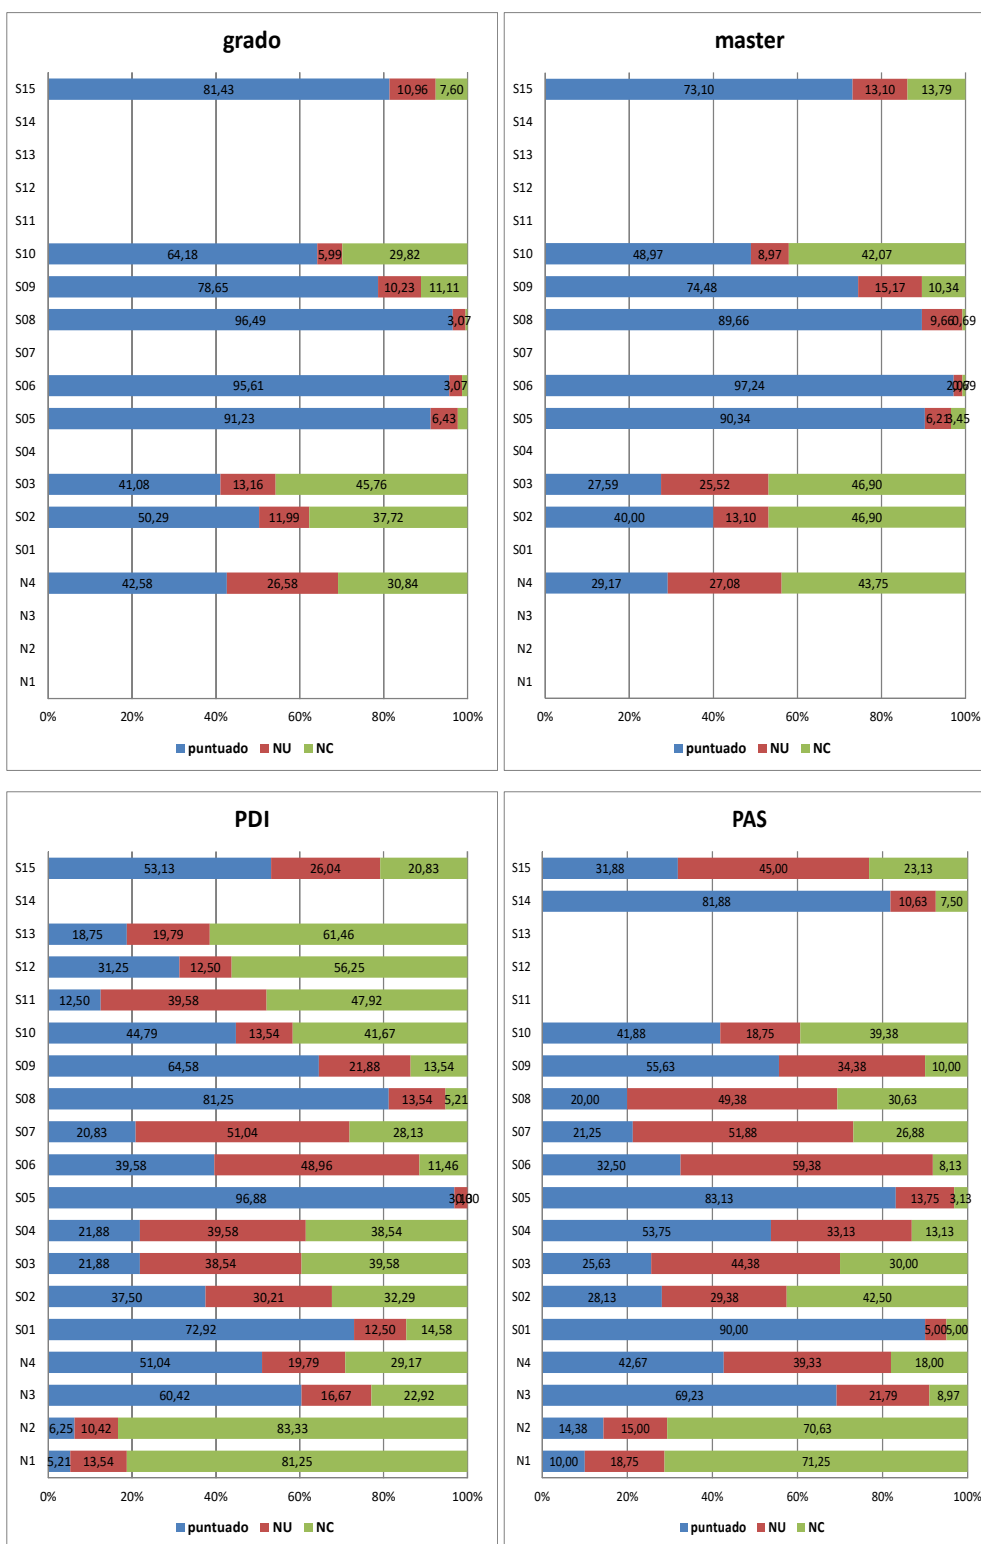 grado
S15 81,43 10,96 7,60
S14
S13
S12
S11
S10 64,18 5,99 29,82
S09 78,65 10,23 11,11
S08 96,49 3,07
S07
S06 95,61 3,07
S05 91,23 6,43
S04
S03 41,08 13,16 45,76
S02 50,29 11,99 37,72
S01
N4 42,58 26,58 30,84
N3
N2
N1
0% 20% 40% 60% 80% 100%
puntuado NU NC
master
S15 73,10 13,10 13,79
S14
S13
S12
S11
S10 48,97 8,97 42,07
S09 74,48 15,17 10,34
S08 89,66 9,66 0,69
S07
S06 97,24 2,07 0,69
S05 90,34 6,21 3,45
S04
S03 27,59 25,52 46,90
S02 40,00 13,10 46,90
S01
N4 29,17 27,08 43,75
N3
N2
N1
0% 20% 40% 60% 80% 100%
puntuado NU NC
PDI
S15 53,13 26,04 20,83
S14
S13 18,75 19,79 61,46
S12 31,25 12,50 56,25
S11 12,50 39,58 47,92
S10 44,79 13,54 41,67
S09 64,58 21,88 13,54
S08 81,25 13,54 5,21
S07 20,83 51,04 28,13
S06 39,58 48,96 11,46
S05 96,88 3,13 0,00
S04 21,88 39,58 38,54
S03 21,88 38,54 39,58
S02 37,50 30,21 32,29
S01 72,92 12,50 14,58
N4 51,04 19,79 29,17
N3 60,42 16,67 22,92
N2 6,25 10,42 83,33
N1 5,21 13,54 81,25
0% 20% 40% 60% 80% 100%
puntuado NU NC
PAS
S15 31,88 45,00 23,13
S14 81,88 10,63 7,50
S13
S12
S11
S10 41,88 18,75 39,38
S09 55,63 34,38 10,00
S08 20,00 49,38 30,63
S07 21,25 51,88 26,88
S06 32,50 59,38 8,13
S05 83,13 13,75 3,13
S04 53,75 33,13 13,13
S03 25,63 44,38 30,00
S02 28,13 29,38 42,50
S01 90,00 5,00 5,00
N4 42,67 39,33 18,00
N3 69,23 21,79 8,97
N2 14,38 15,00 70,63
N1 10,00 18,75 71,25
0% 20% 40% 60% 80% 100%
puntuado NU NC